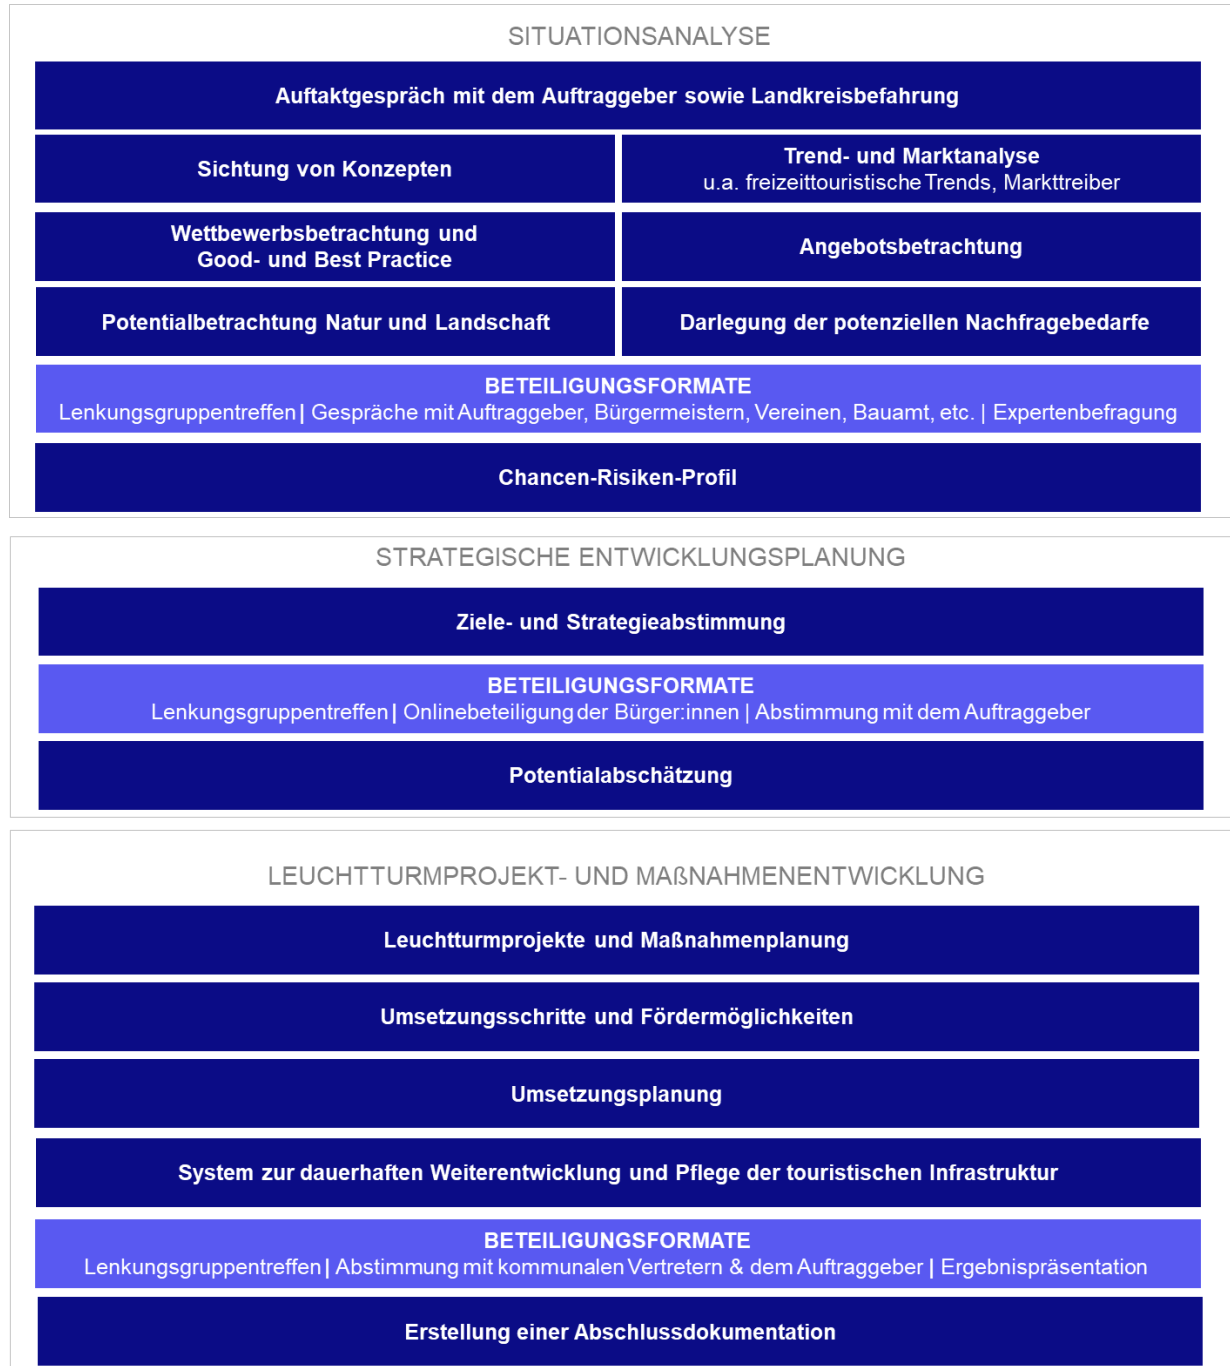 SITUATIONSANALYSE
Auftaktgespräch mit dem Auftraggeber sowie Landkreisbefahrung
Sichtung von Konzepten
Trend- und Marktanalyse
u.a. freizeittouristische Trends, Markttreiber
Wettbewerbsbetrachtung und
Good- und Best Practice
Angebotsbetrachtung
Potentialbetrachtung Natur und Landschaft
Darlegung der potenziellen Nachfragebedarfe
BETEILIGUNGSFORMATE
Lenkungsgruppentreffen | Gespräche mit Auftraggeber, Bürgermeistern, Vereinen, Bauamt, etc. | Expertenbefragung
Chancen-Risiken-Profil
STRATEGISCHE ENTWICKLUNGSPLANUNG
Ziele- und Strategieabstimmung
BETEILIGUNGSFORMATE
Lenkungsgruppentreffen | Onlinebeteiligung der Bürger:innen | Abstimmung mit dem Auftraggeber
Potentialabschätzung
LEUCHTTURMPROJEKT- UND MAßNAHMENENTWICKLUNG
Leuchtturmprojekte und Maßnahmenplanung
Umsetzungsschritte und Fördermöglichkeiten
Umsetzungsplanung
System zur dauerhaften Weiterentwicklung und Pflege der touristischen Infrastruktur
BETEILIGUNGSFORMATE
Lenkungsgruppentreffen | Abstimmung mit kommunalen Vertretern & dem Auftraggeber | Ergebnispräsentation
Erstellung einer Abschlussdokumentation